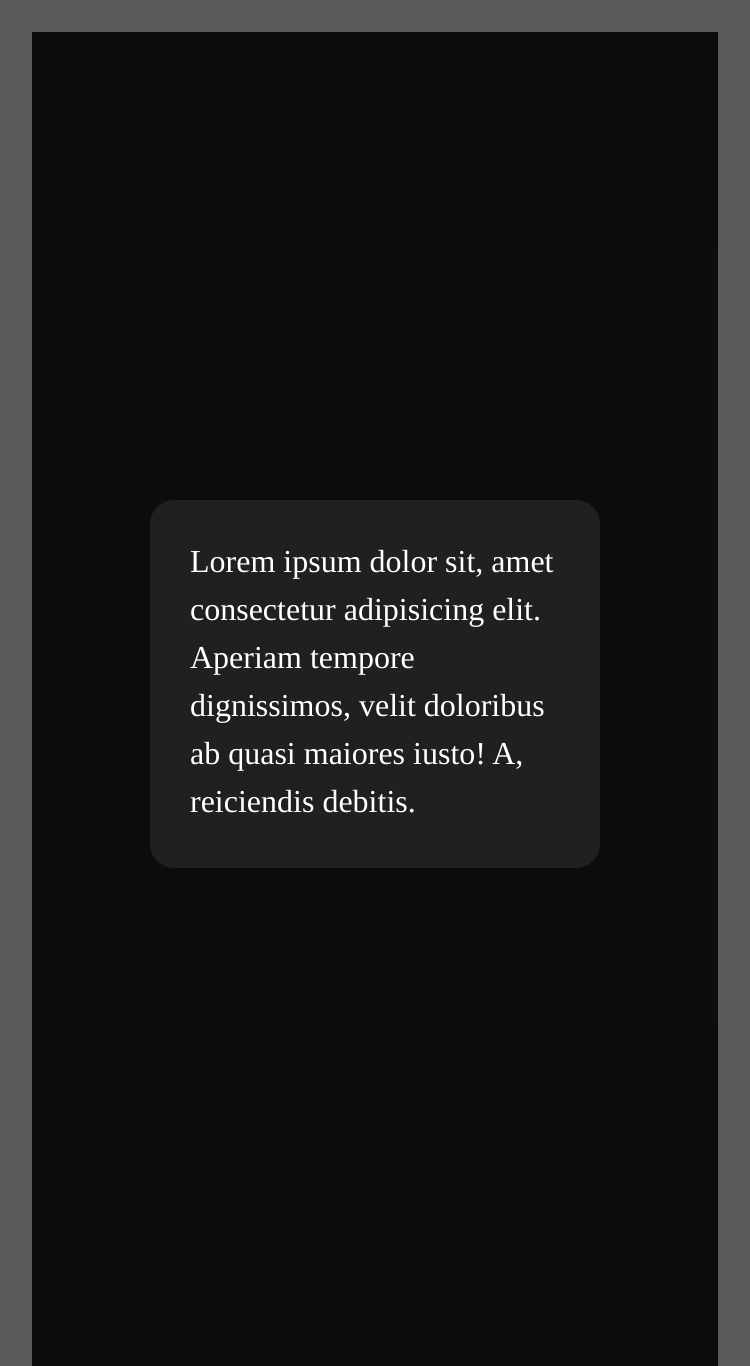 Lorem ipsum dolor sit, amet
consectetur adipisicing elit.
Aperiam tempore
dignissimos, velit doloribus
ab quasi maiores iusto! A,
reiciendis debitis.